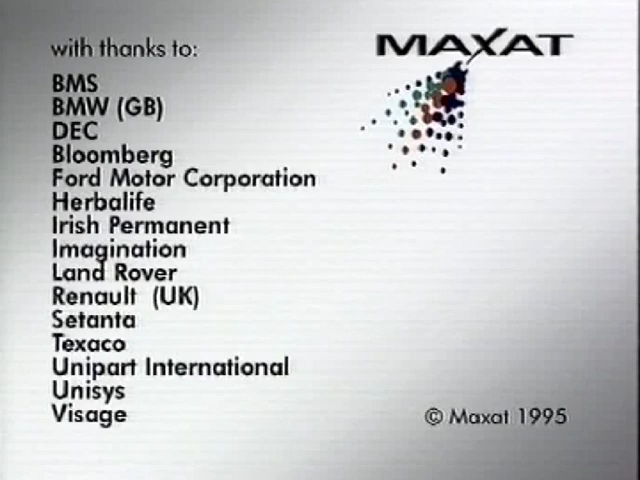 with thanks to:
MAXAT
BMS
BMW (GB)
DEC
Bloomberg
Ford Motor Corporation
Herbalife
Irish Permanent
Imagination
Land Rover
Renault (UK)
Setanta
Texaco
Unipart International
Unisys
Visage
© Maxat 1995